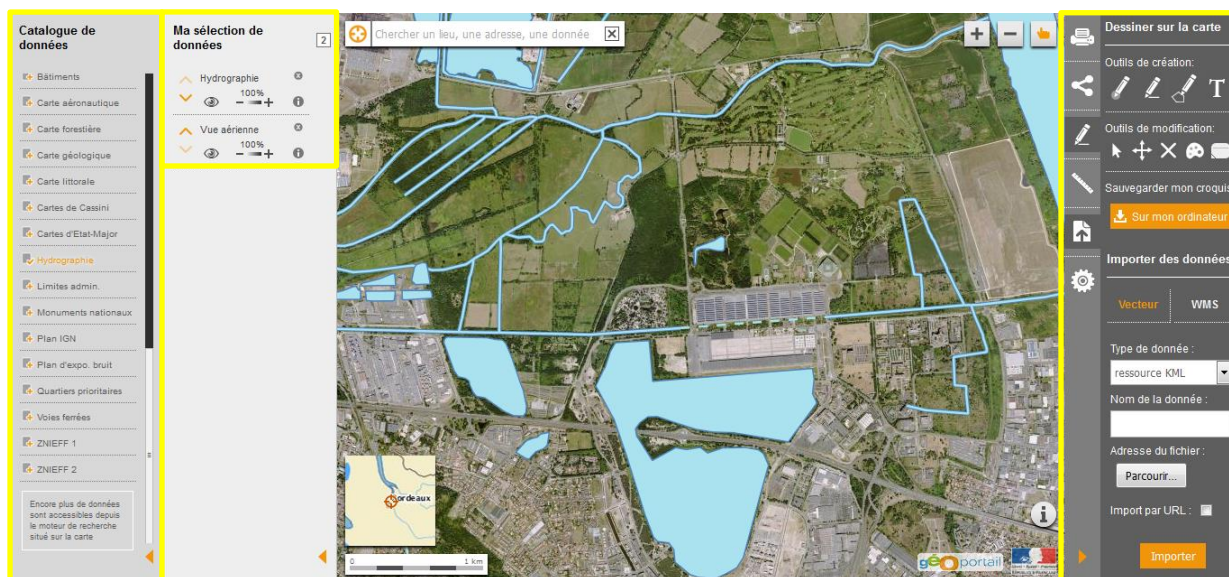 Catalogue de
données
Bâtiments
Carte aéronautique
Carte forestière
Carte géologique
Carte littorale
Cartes de Cassini
Cartes d'Etat-Major
Hydrographie
Limites admin.
Monuments nationaux
Plan IGN
Plan d'expo. bruit
Quartiers prioritaires
Voies ferrées
ZNIEFF 1
ZNIEFF 2
Encore plus de données
sont accessibles depuis
le moteur de recherche
situé sur la carte
Ma sélection de
données
2
Hydrographie
100%
Vue aérienne
100%
Chercher un lieu, une adresse, une donnée
ordeaux
0 1 km
géoportail
Dessiner sur la carte
Outils de création:
T
Outils de modification:
Sauvegarder mon croquis
Sur mon ordinateur
Importer des données
Vecteur WMS
Type de donnée :
ressource KML
Nom de la donnée :
Adresse du fichier :
Parcourir...
Import par URL :
Importer